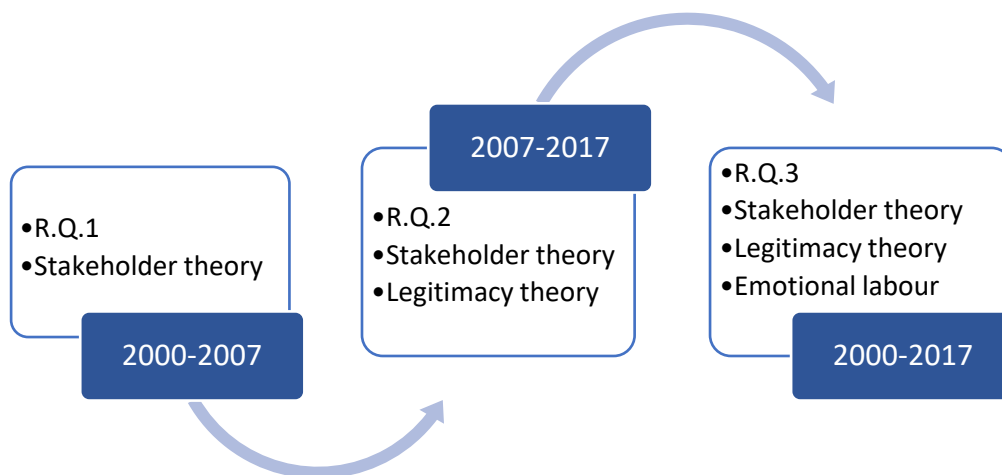 •R.Q.1
•Stakeholder theory
2000-2007
2007-2017
•R.Q.2
•Stakeholder theory
•Legitimacy theory
•R.Q.3
•Stakeholder theory
•Legitimacy theory
•Emotional labour
2000-2017